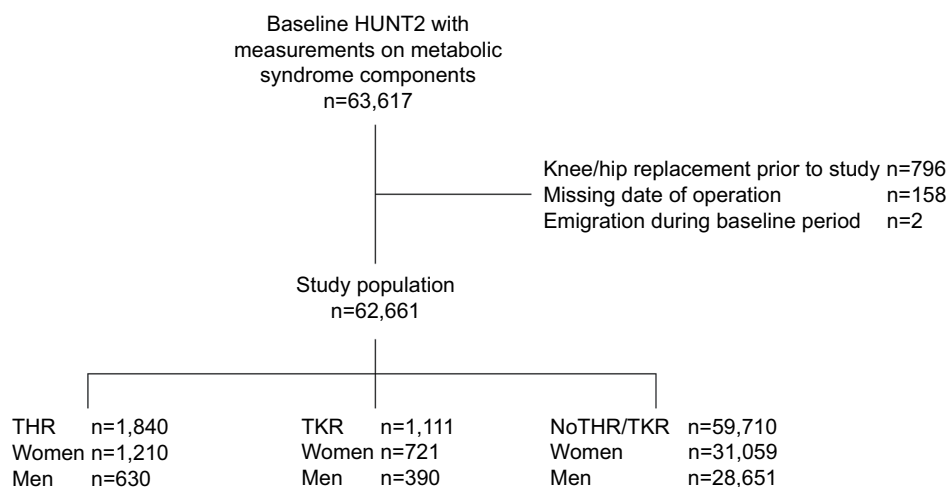 Baseline HUNT2 with
measurements on metabolic
syndrome components
n=63,617
Knee/hip replacement prior to study n=796
Missing date of operation n=158
Emigration during baseline period n=2
Study population
n=62,661
THR n=1,840
Women n=1,210
Men n=630
TKR n=1,111
Women n=721
Men n=390
NoTHR/TKR n=59,710
Women n=31,059
Men n=28,651